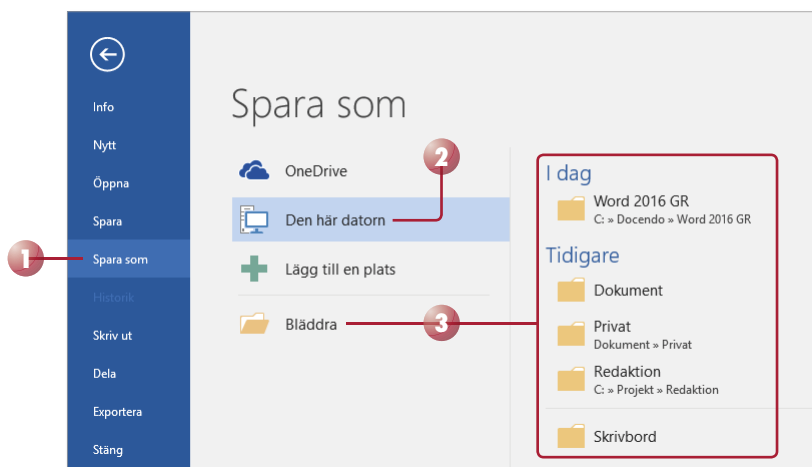 Info
Nytt
Öppna
Spara
Spara som
Historik
Skriv ut
Dela
Exportera
Stäng
1
Spara som
OneDrive
2
Den här datorn
Lägg till en plats
Bläddra
3
I dag
Word 2016 GR
C: » Docendo » Word 2016 GR
Tidigare
Dokument
Privat
Dokument » Privat
Redaktion
C: » Projekt » Redaktion
Skrivbord